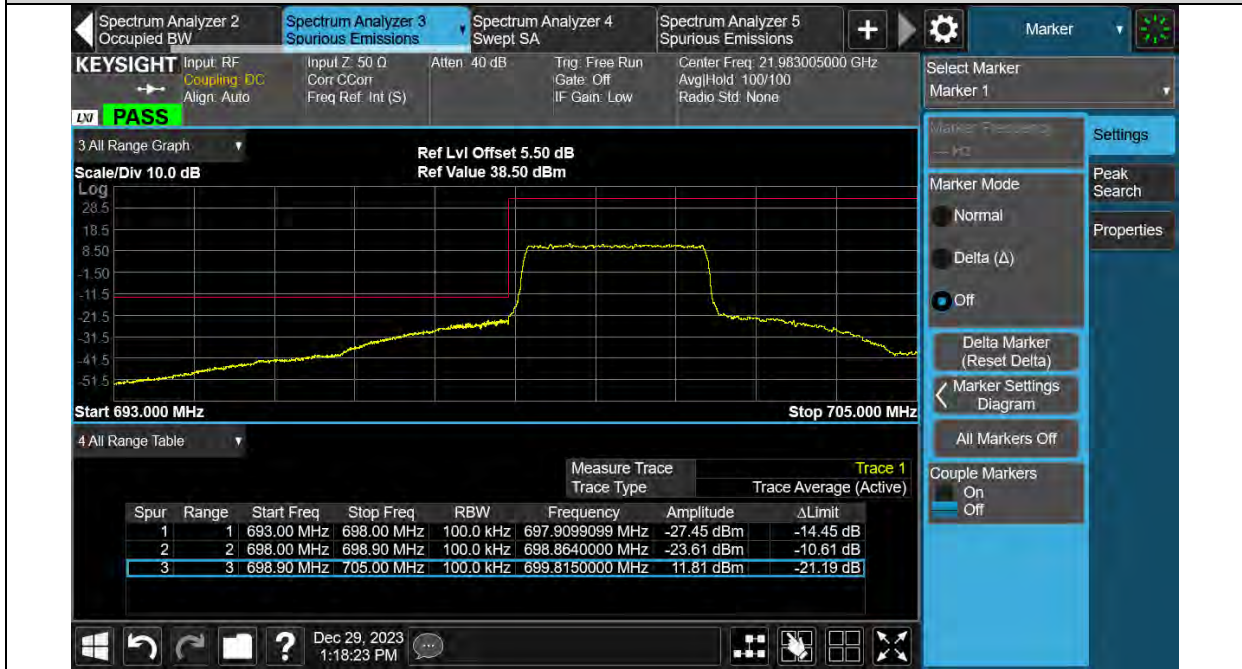 Spectrum Analyzer 2
Occupied BW
Spectrum Analyzer 3
Spurious Emissions
Spectrum Analyzer 4
Swept SA
Spectrum Analyzer 5
Spurious Emissions
+
Marker
KEYSIGHT
Input: RF
Coupling: DC
Align: Auto
Input Z: 50 Ω
Corr CCorr
Freq Ref: Int (S)
Atten: 40 dB
Trig: Free Run
Gate: Off
IF Gain: Low
Center Freq: 21.983005000 GHz
Avg|Hold: 100/100
Radio Std: None
LXI PASS
Select Marker
Marker 1
Marker Frequency
--- Hz
Settings
Peak Search
Properties
Marker Mode
Normal
Delta (Δ)
Off
Delta Marker
(Reset Delta)
Marker Settings
Diagram
All Markers Off
Couple Markers
On
Off
3 All Range Graph
Scale/Div 10.0 dB
Ref Lvl Offset 5.50 dB
Ref Value 38.50 dBm
Log
28.5
18.5
8.50
-1.50
-11.5
-21.5
-31.5
-41.5
-51.5
Start 693.000 MHz
Stop 705.000 MHz
4 All Range Table
Measure Trace Trace 1
Trace Type Trace Average (Active)
Spur Range Start Freq Stop Freq RBW Frequency Amplitude ΔLimit
1 1 693.00 MHz 698.00 MHz 100.0 kHz 697.9099099 MHz -27.45 dBm -14.45 dB
2 2 698.00 MHz 698.90 MHz 100.0 kHz 698.8640000 MHz -23.61 dBm -10.61 dB
3 3 698.90 MHz 705.00 MHz 100.0 kHz 699.8150000 MHz 11.81 dBm -21.19 dB
?
Dec 29, 2023
1:18:23 PM